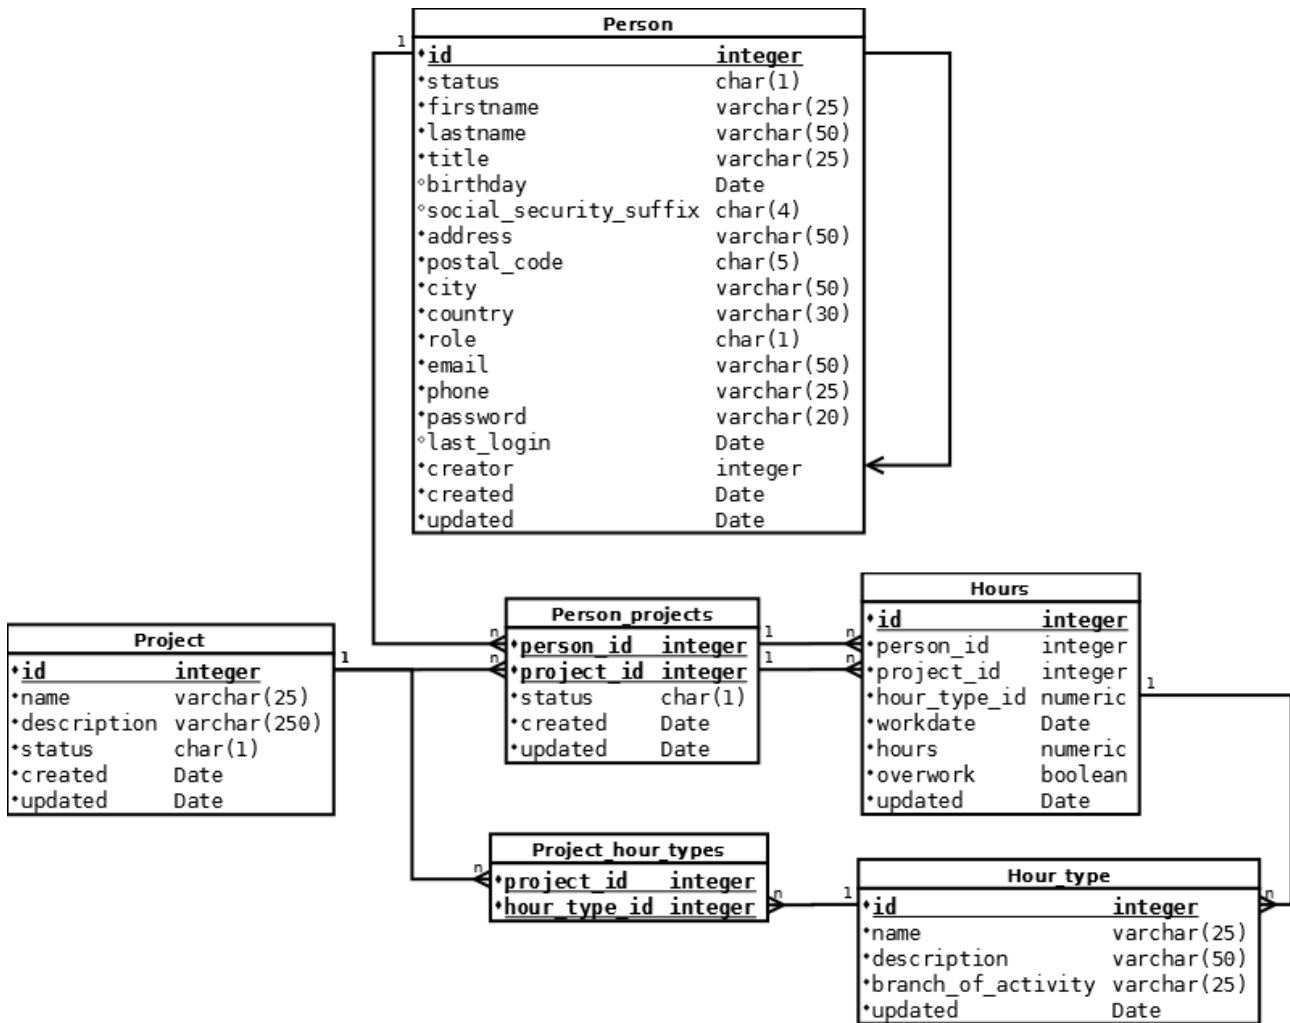 Person
id integer
status char(1)
firstname varchar(25)
lastname varchar(50)
title varchar(25)
birthday Date
social_security_suffix char(4)
address varchar(50)
postal_code char(5)
city varchar(50)
country varchar(30)
role char(1)
email varchar(50)
phone varchar(25)
password varchar(20)
last_login Date
creator integer
created Date
updated Date
1
Project
id integer
name varchar(25)
description varchar(250)
status char(1)
created Date
updated Date
1
Person_projects
n
person_id integer
n
project_id integer
status char(1)
created Date
updated Date
1
1
Hours
id integer
n
person_id integer
n
project_id integer
hour_type_id numeric
workdate Date
hours numeric
overwork boolean
updated Date
1
Project_hour_types
n
project_id integer
hour_type_id integer
n
1
Hour_type
id integer
n
name varchar(25)
description varchar(50)
branch_of_activity varchar(25)
updated Date